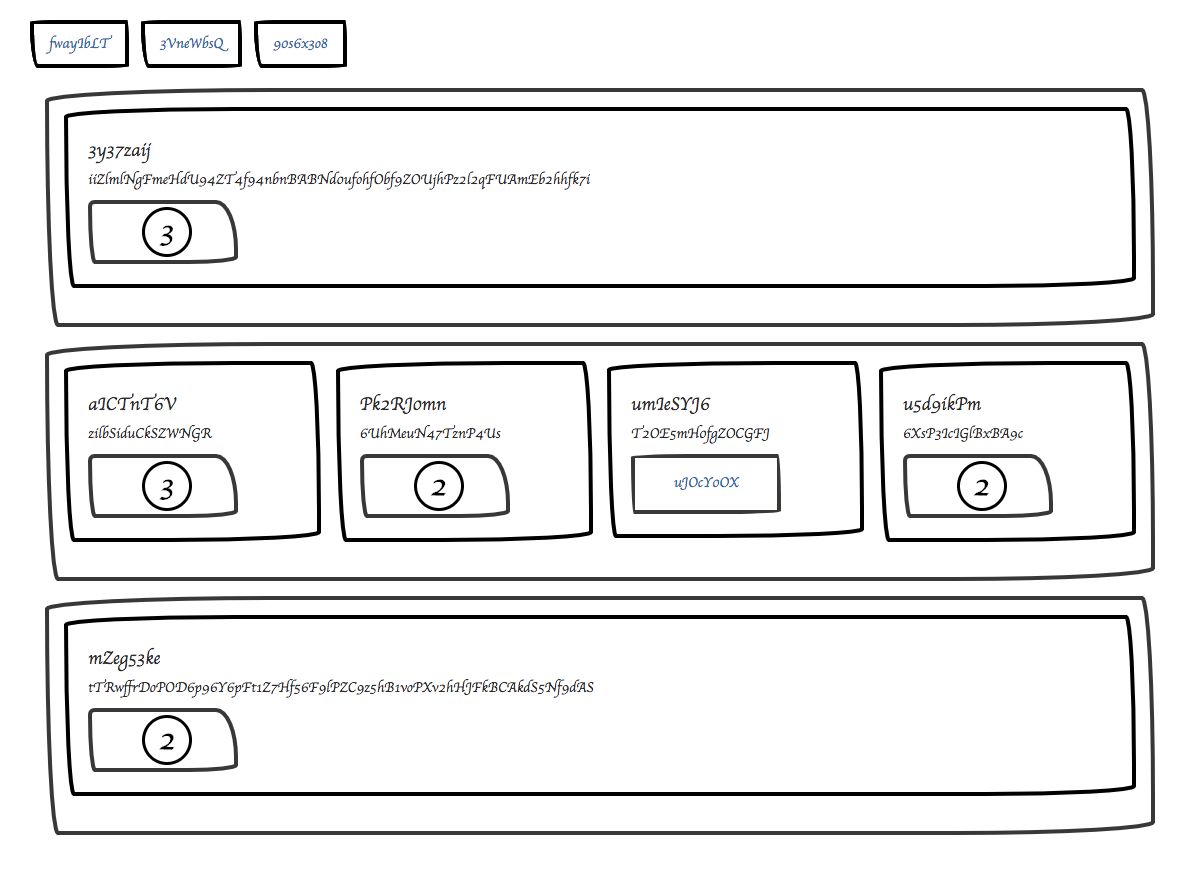 fwayIbLT 3VneWbsQ 90s6x308
3y37zaij
iiZlmlNgFmeHdU94ZT4f94nbnBABNdoufohfObf9ZOUjhPz2l2qFUAmEb2hhfk7i
3
aICTnT6V Pk2RJomn umIeSYJ6 u5d9ikPm
zilbSiduCkSZWNGR 6UhMeuN47TznP4Us T2OE5mHofgZOCGFJ 6XsP3IcIGlBxBA9c
3 2 uJOcYoOX 2
mZeg53ke
tTRwffrDoPOD6p96Y6pFt1Z7Hf56F9lPZC9z5hB1voPXv2hHJFkBCAkdS5Nf9dAS
2